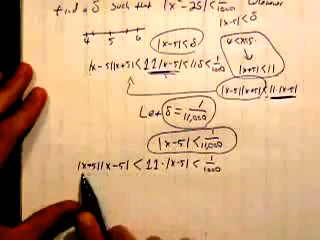 find a δ such that |x²-25| < 1/1000 whenever
|x-5| < δ
4 5 6
|x-5| < δ
4 < x <
|x+5| < 11
|x-5||x+5| < 11|x-5| < 11δ < 1/1000
|x-5||x+5| < 11·|x-5|
Let δ = 1/11,000
|x-5| < 1/11,000
|x+5||x-5| < 11·|x-5| < 1/1000